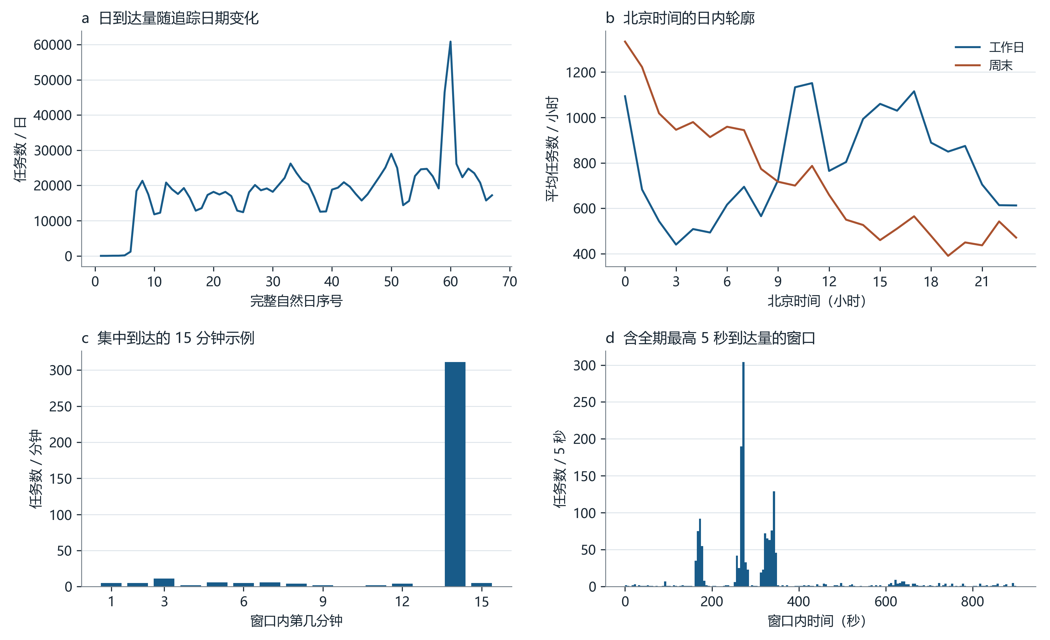 a 日到达量随追踪日期变化
60000
50000
40000
30000
20000
10000
0
任务数 / 日
0 10 20 30 40 50 60 70
完整自然日序号
b 北京时间的日内轮廓
工作日
周末
1200
1000
800
600
400
平均任务数 / 小时
0 3 6 9 12 15 18 21
北京时间（小时）
c 集中到达的 15 分钟示例
300
250
200
150
100
50
0
任务数 / 分钟
1 3 6 9 12 15
窗口内第几分钟
d 含全期最高 5 秒到达量的窗口
300
250
200
150
100
50
0
任务数 / 5 秒
0 200 400 600 800
窗口内时间（秒）